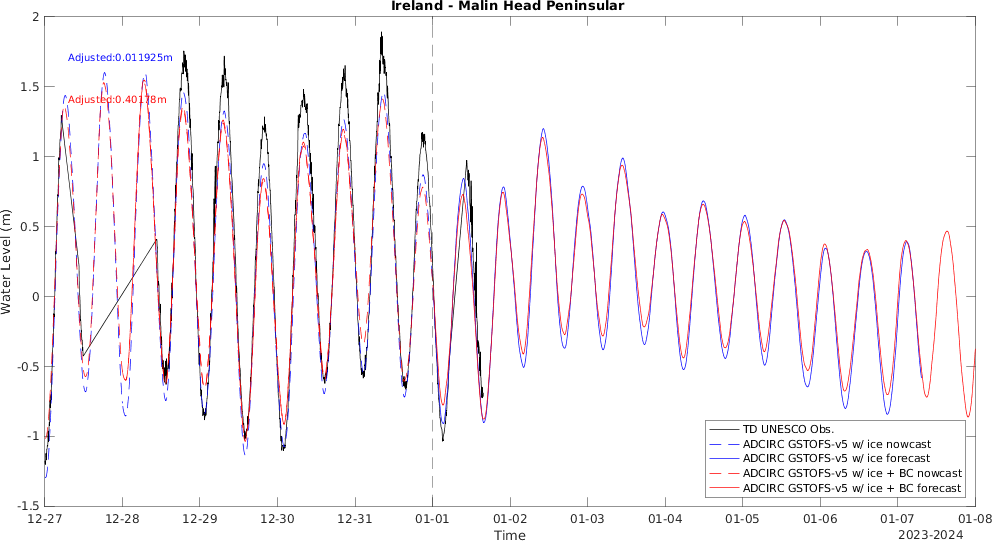 Ireland - Malin Head Peninsular
Water Level (m)
2
1.5
1
0.5
0
-0.5
-1
-1.5
Adjusted:0.011925m
Adjusted:0.40178m
TD UNESCO Obs.
ADCIRC GSTOFS-v5 w/ ice nowcast
ADCIRC GSTOFS-v5 w/ ice forecast
ADCIRC GSTOFS-v5 w/ ice + BC nowcast
ADCIRC GSTOFS-v5 w/ ice + BC forecast
12-27 12-28 12-29 12-30 12-31 01-01 01-02 01-03 01-04 01-05 01-06 01-07 01-08
Time
2023-2024